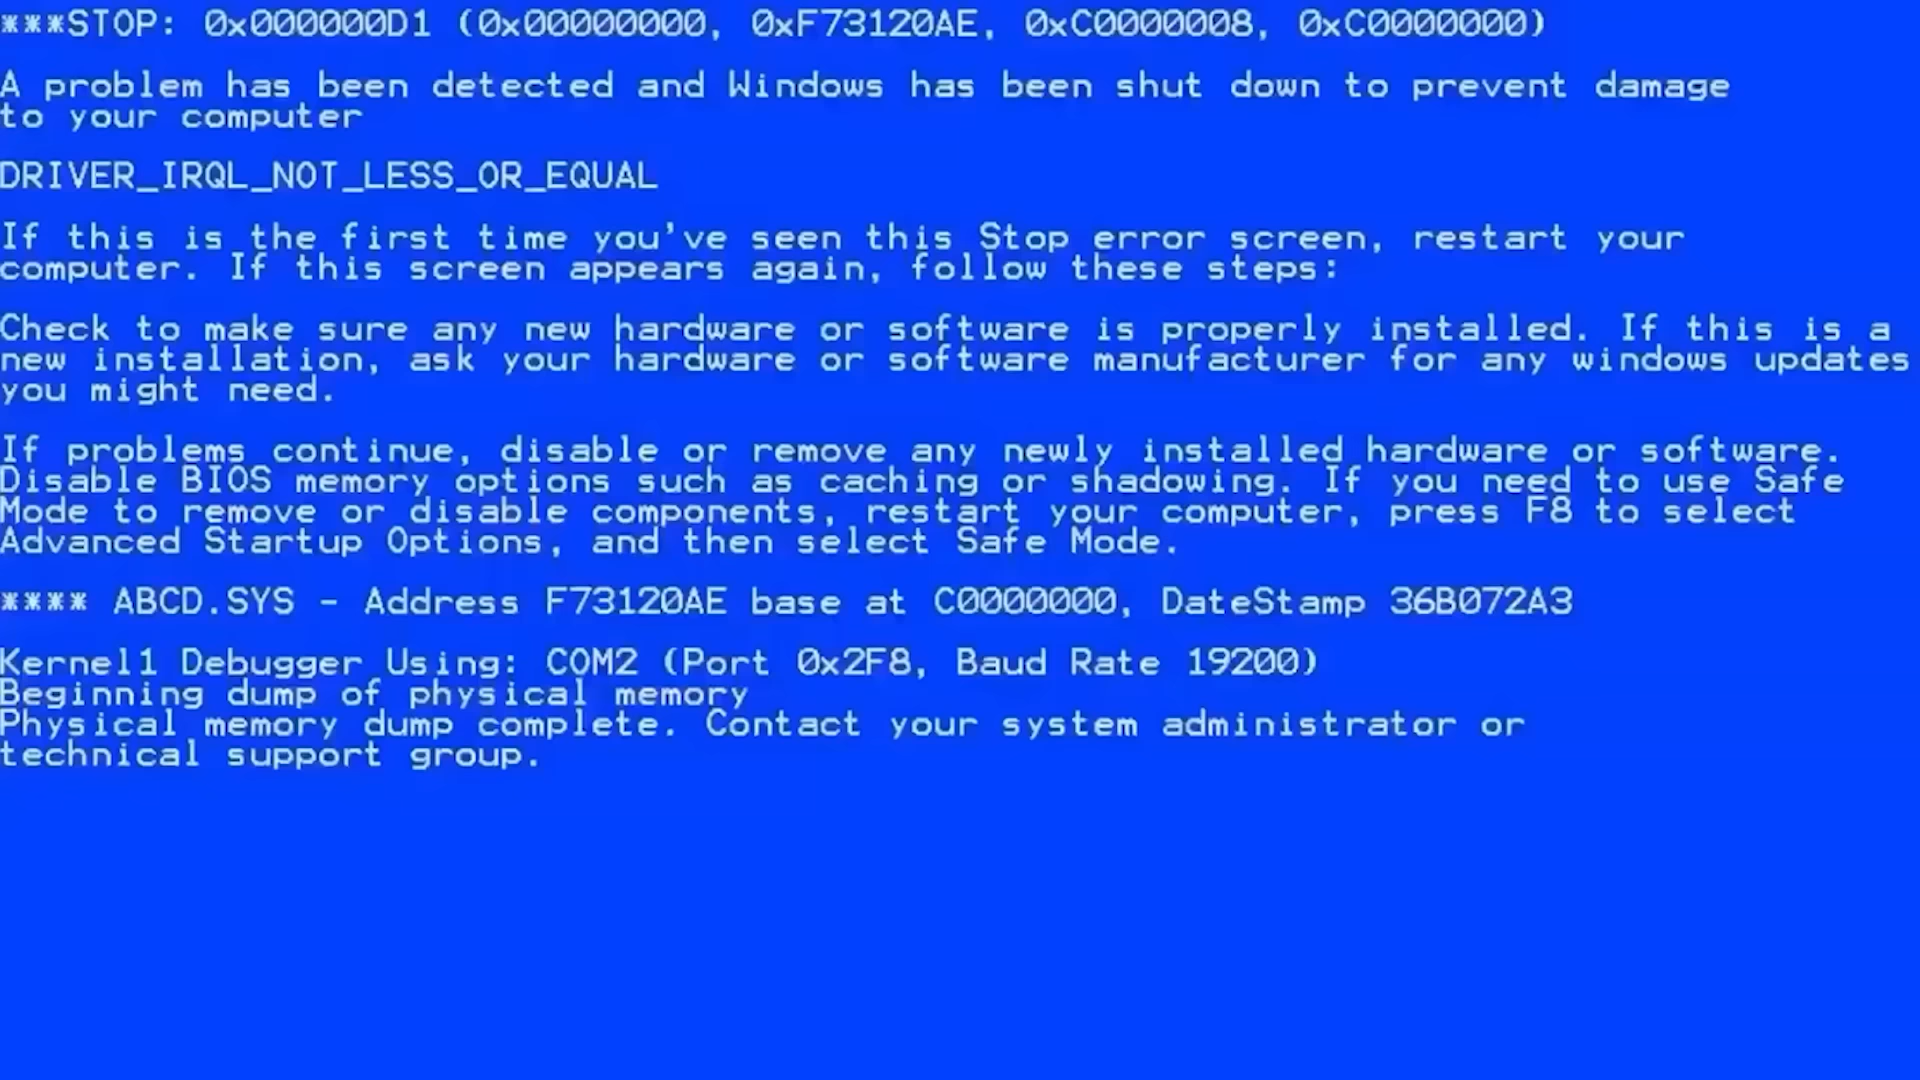 ***STOP: 0x000000D1 (0x00000000, 0xF73120AE, 0xC0000008, 0xC0000000)
A problem has been detected and Windows has been shut down to prevent damage
to your computer
DRIVER_IRQL_NOT_LESS_OR_EQUAL
If this is the first time you've seen this Stop error screen, restart your
computer. If this screen appears again, follow these steps:
Check to make sure any new hardware or software is properly installed. If this is a
new installation, ask your hardware or software manufacturer for any windows updates
you might need.
If problems continue, disable or remove any newly installed hardware or software.
Disable BIOS memory options such as caching or shadowing. If you need to use Safe
Mode to remove or disable components, restart your computer, press F8 to select
Advanced Startup Options, and then select Safe Mode.
**** ABCD.SYS - Address F73120AE base at C0000000, DateStamp 36B072A3
Kernel1 Debugger Using: COM2 (Port 0x2F8, Baud Rate 19200)
Beginning dump of physical memory
Physical memory dump complete. Contact your system administrator or
technical support group.